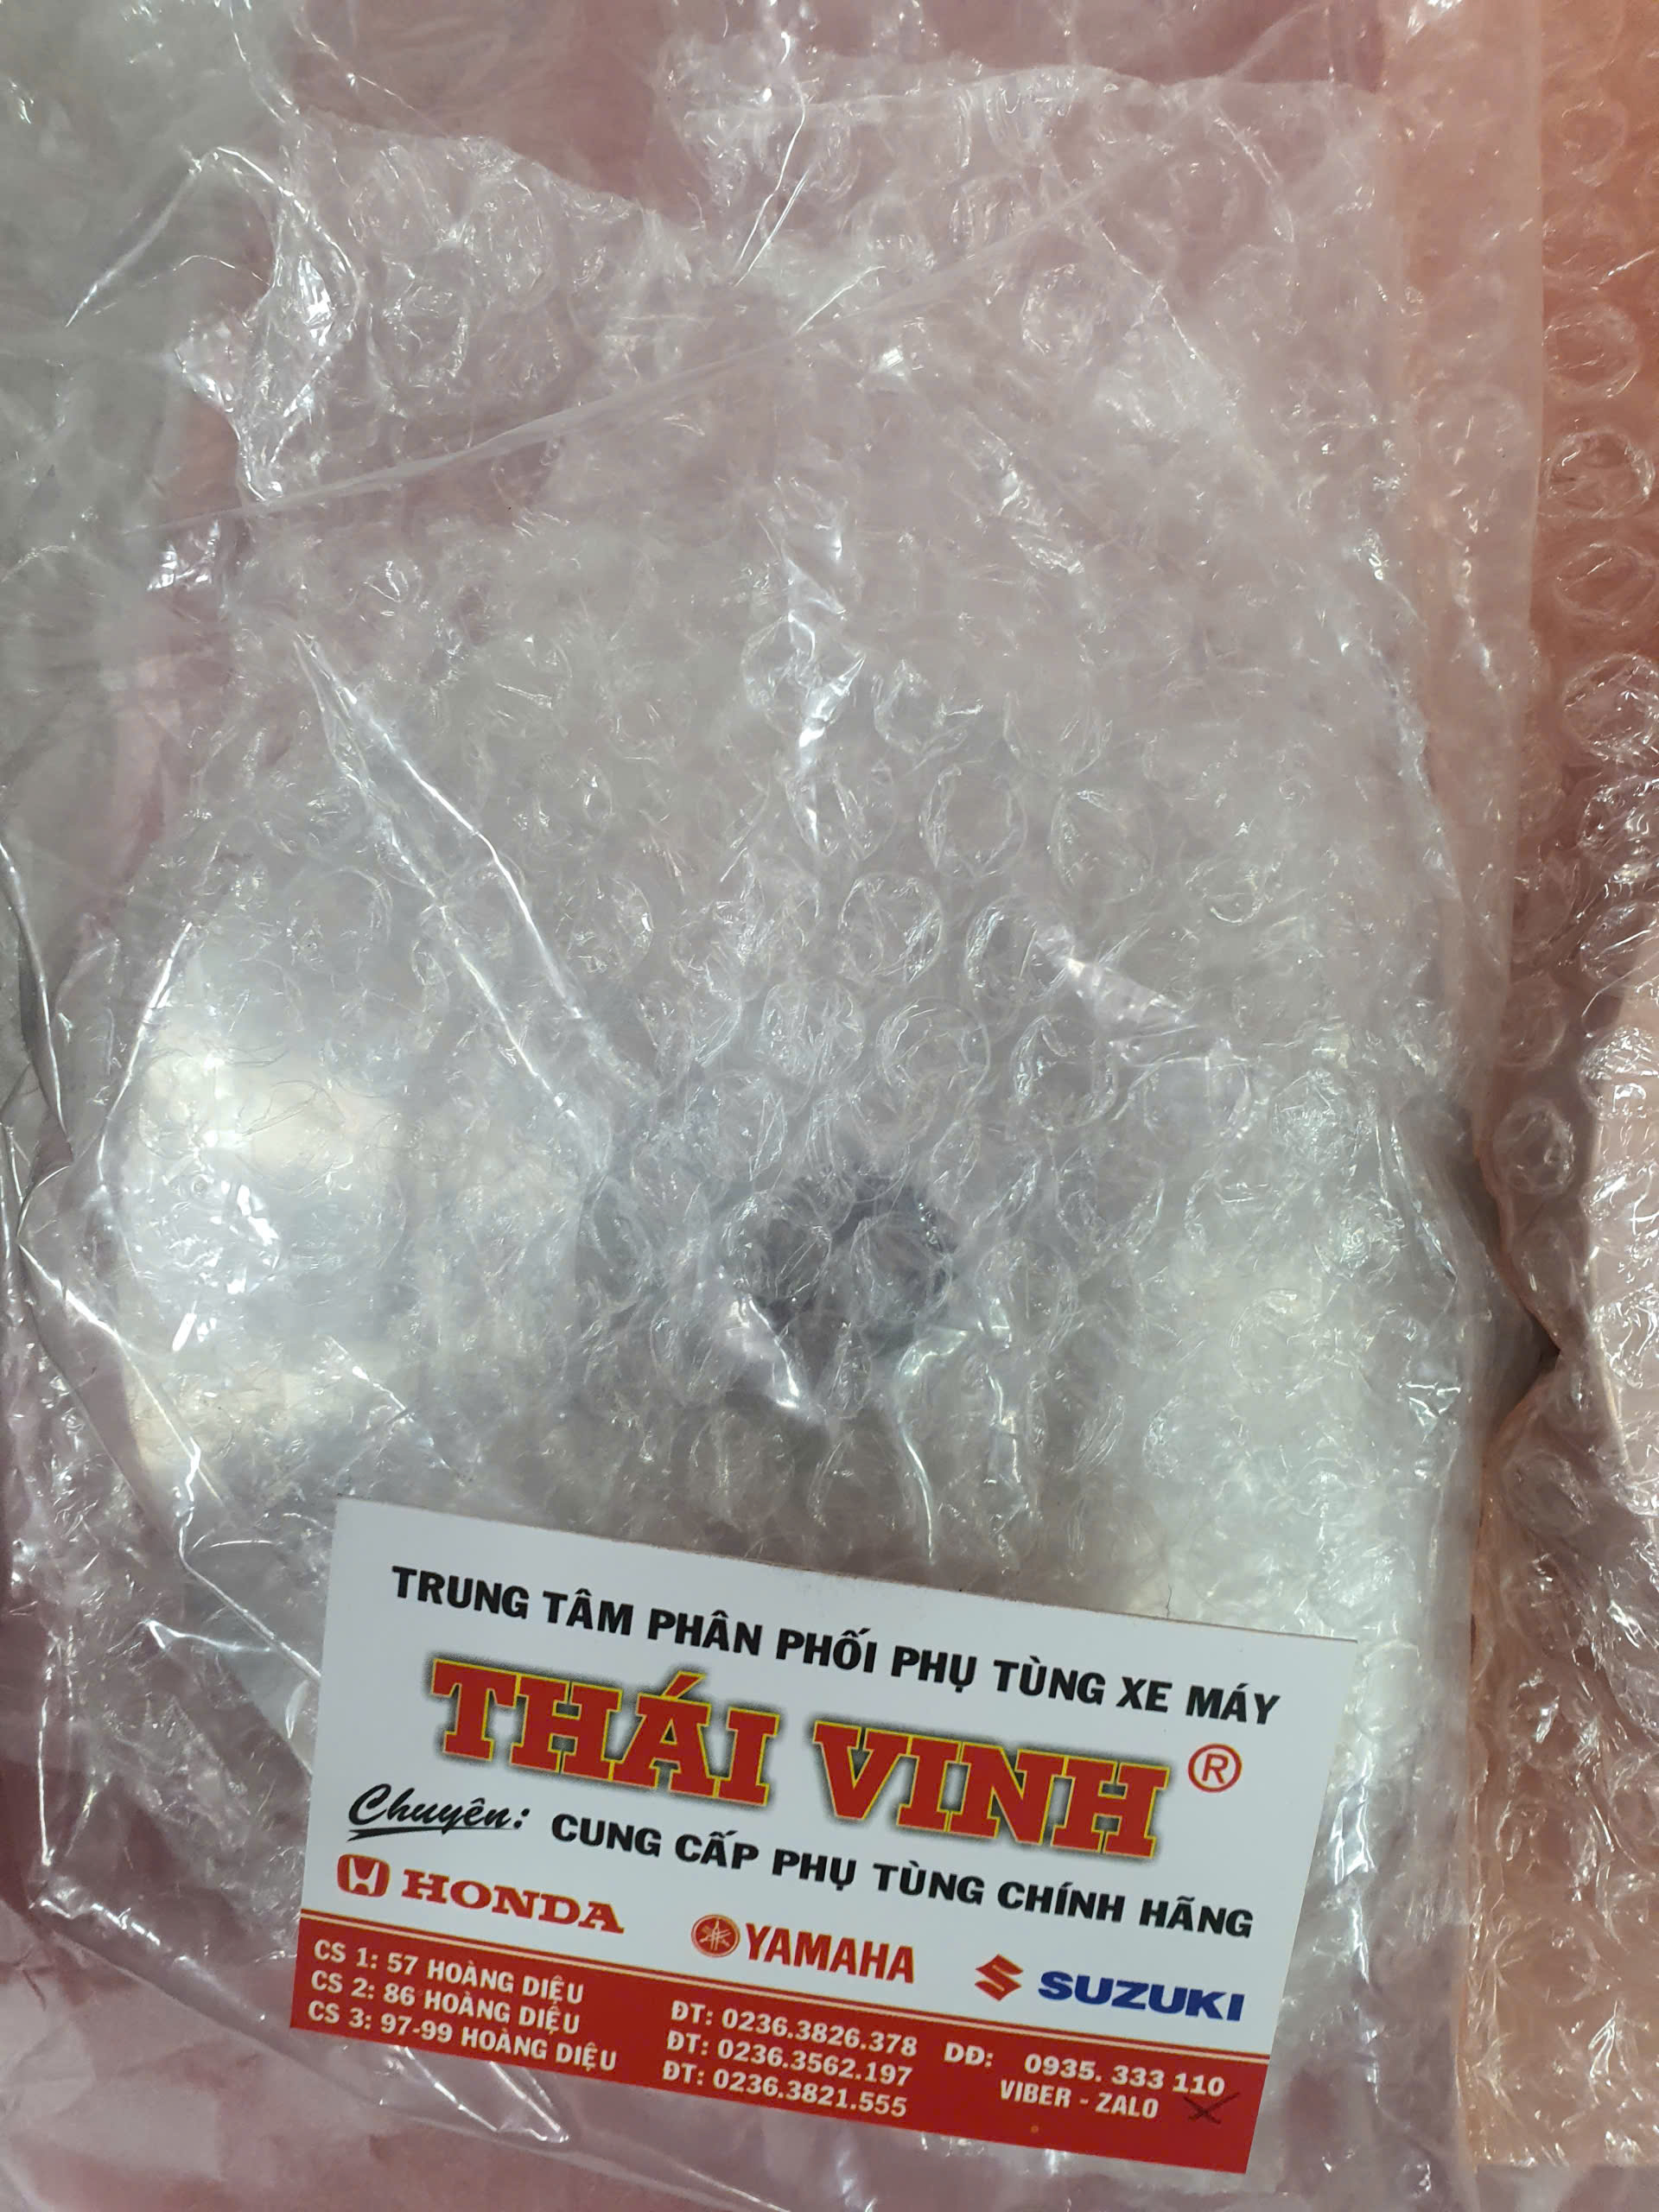 TRUNG TÂM PHÂN PHỐI PHỤ TÙNG XE MÁY
THÁI VINH ®
Chuyên: CUNG CẤP PHỤ TÙNG CHÍNH HÃNG
HONDA YAMAHA SUZUKI
CS 1: 57 HOÀNG DIỆU ĐT: 0236.3826.378 DĐ: 0935. 333 110
CS 2: 86 HOÀNG DIỆU ĐT: 0236.3562.197 VIBER - ZALO
CS 3: 97-99 HOÀNG DIỆU ĐT: 0236.3821.555